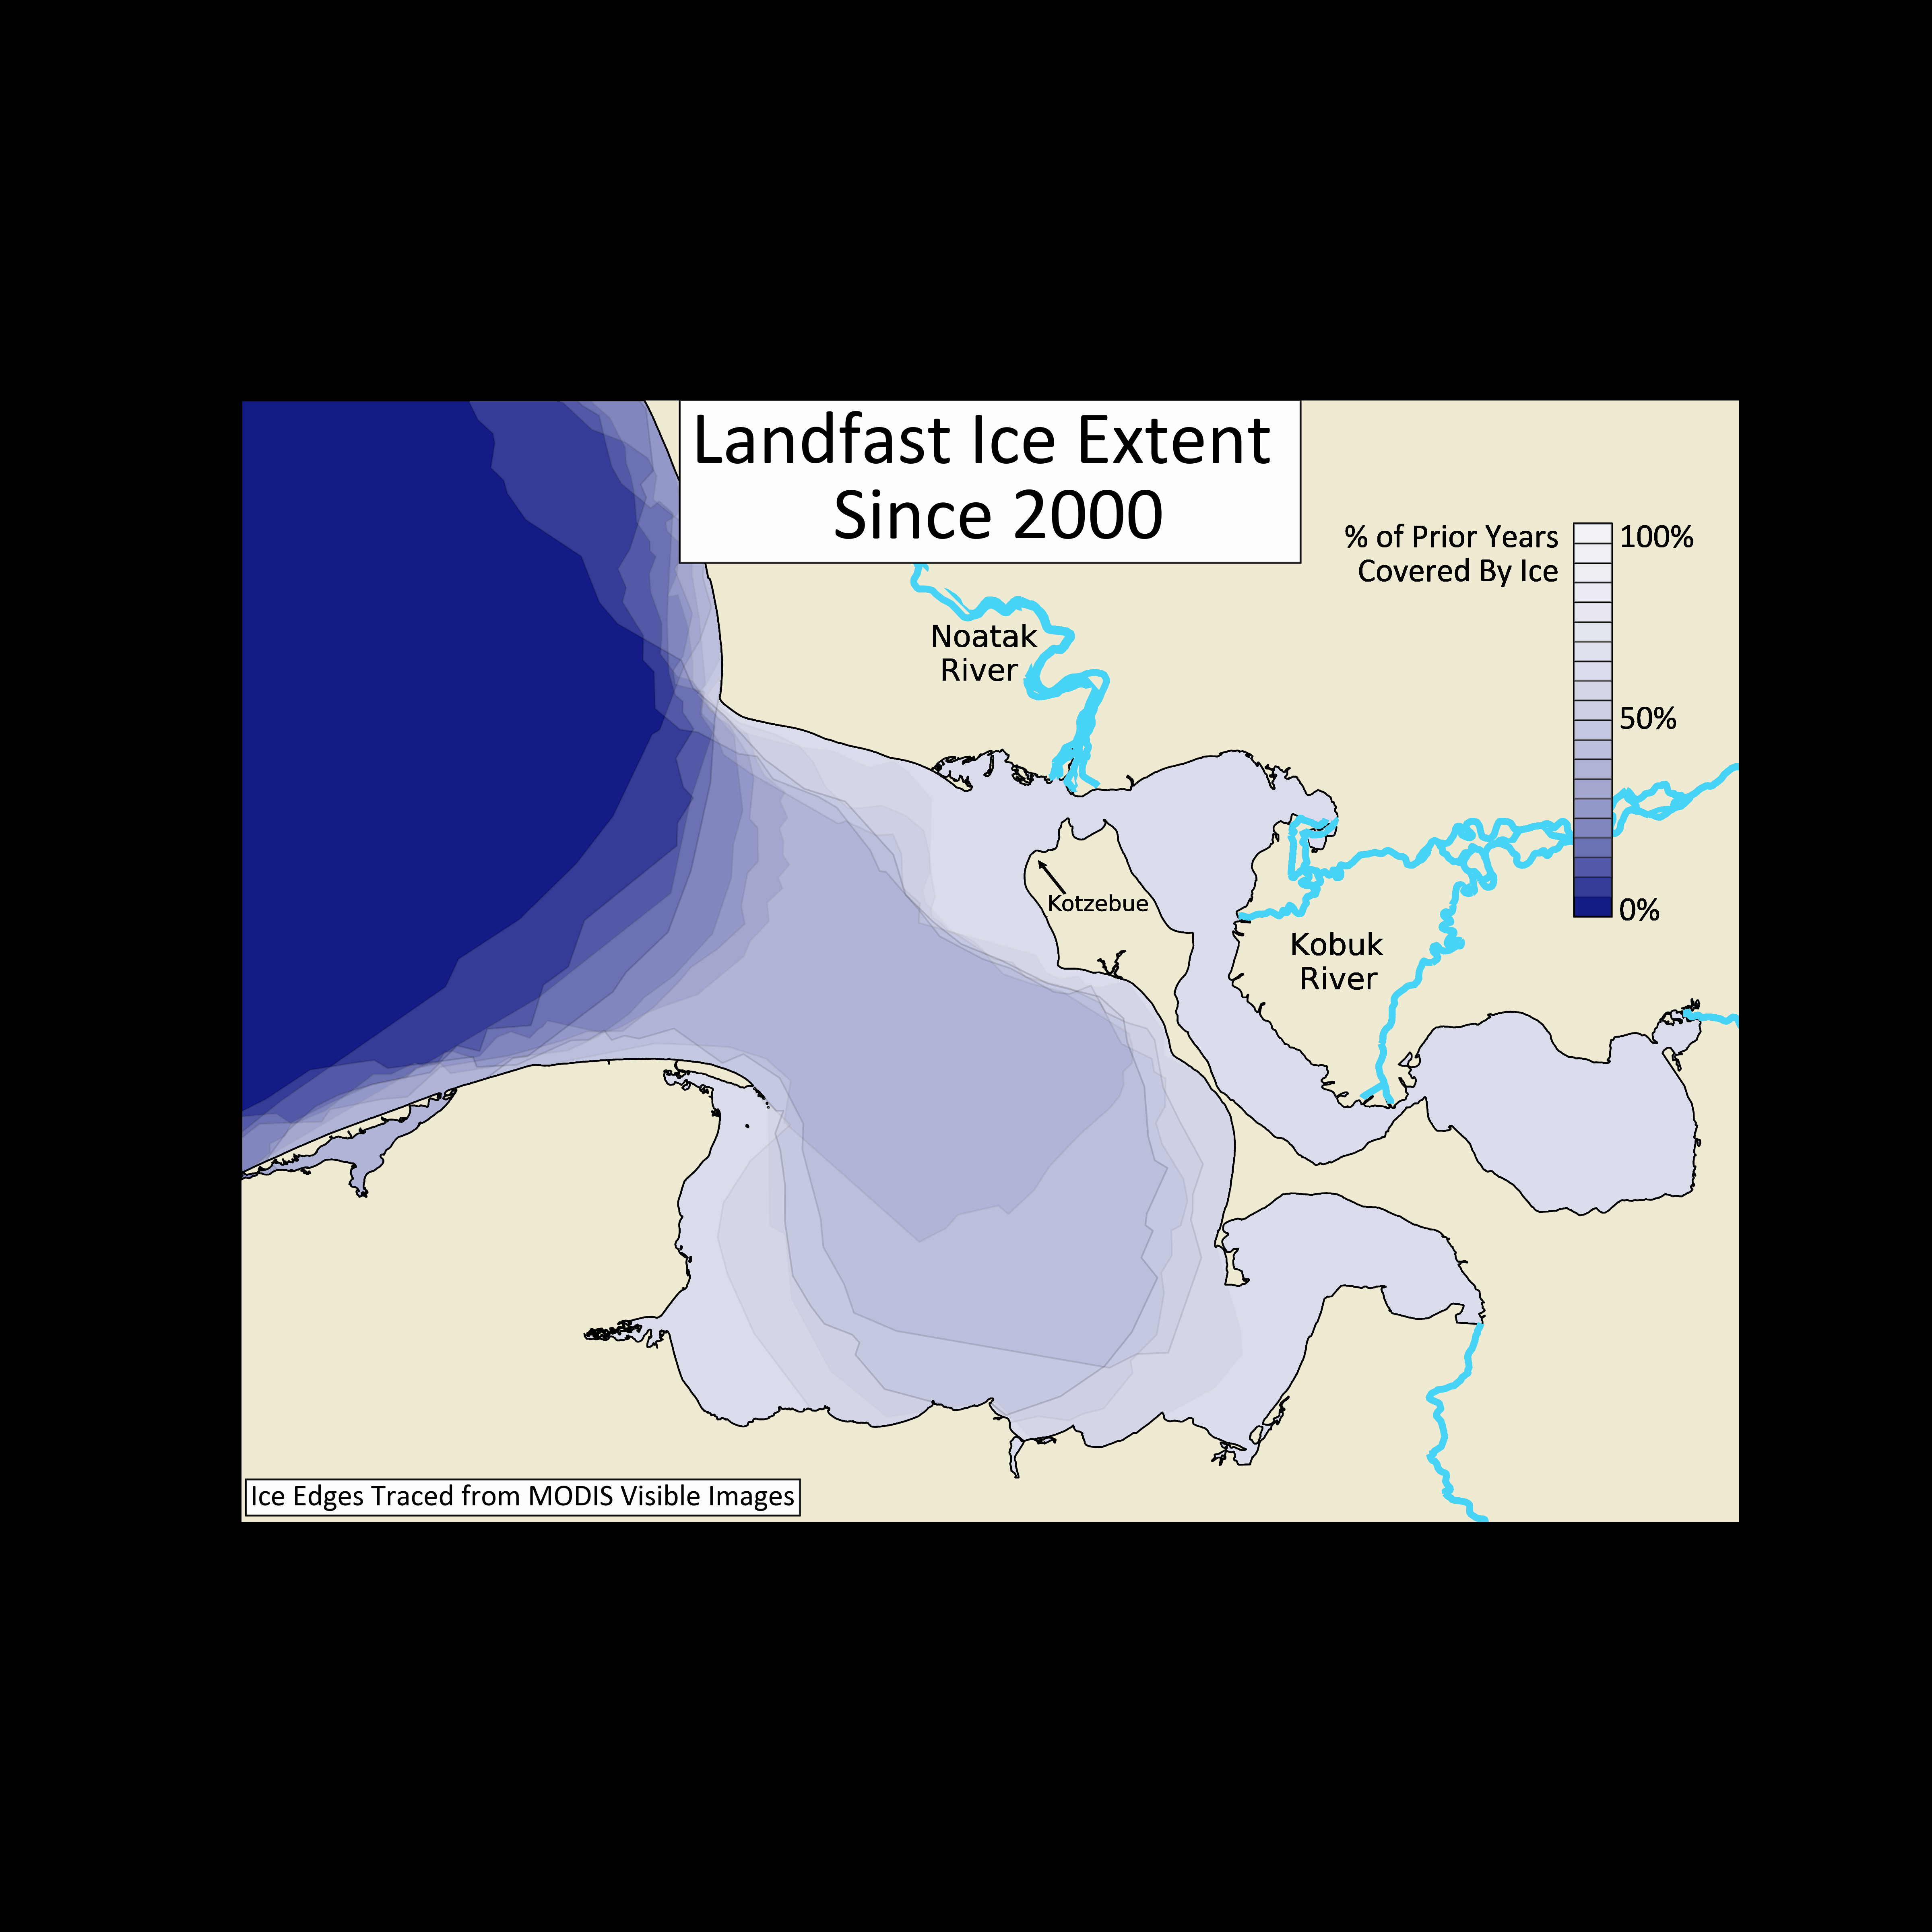 Landfast Ice Extent
Since 2000
% of Prior Years
Covered By Ice
100%
50%
0%
Noatak
River
Kotzebue
Kobuk
River
Ice Edges Traced from MODIS Visible Images